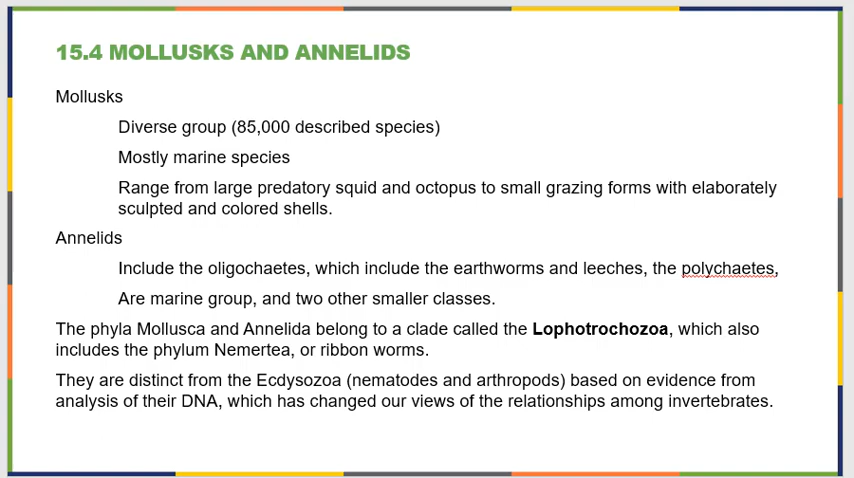 15.4 MOLLUSKS AND ANNELIDS
Mollusks
Diverse group (85,000 described species)
Mostly marine species
Range from large predatory squid and octopus to small grazing forms with elaborately
sculpted and colored shells.
Annelids
Include the oligochaetes, which include the earthworms and leeches, the polychaetes,
Are marine group, and two other smaller classes.
The phyla Mollusca and Annelida belong to a clade called the Lophotrochozoa, which also
includes the phylum Nemertea, or ribbon worms.
They are distinct from the Ecdysozoa (nematodes and arthropods) based on evidence from
analysis of their DNA, which has changed our views of the relationships among invertebrates.